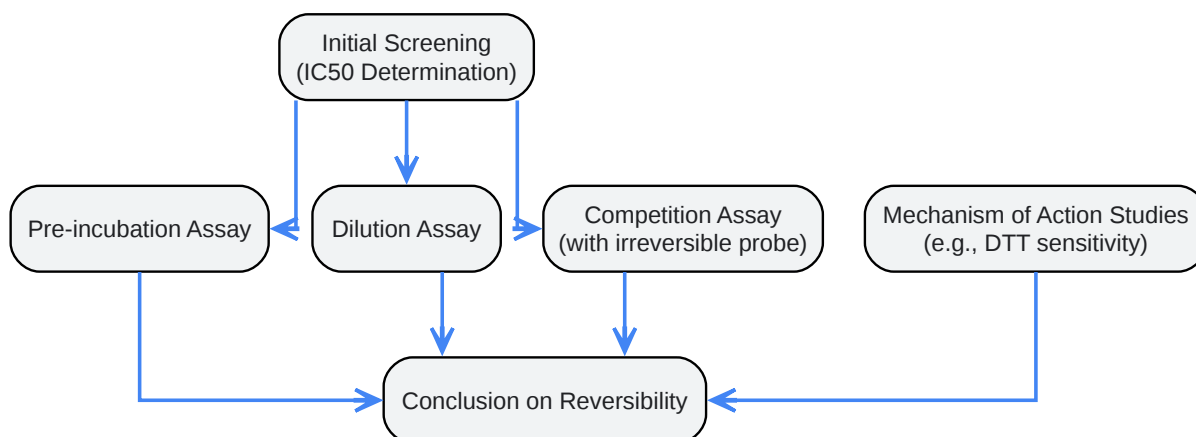 Initial Screening
(IC50 Determination)
Pre-incubation Assay
Dilution Assay
Competition Assay
(with irreversible probe)
Mechanism of Action Studies
(e.g., DTT sensitivity)
Conclusion on Reversibility